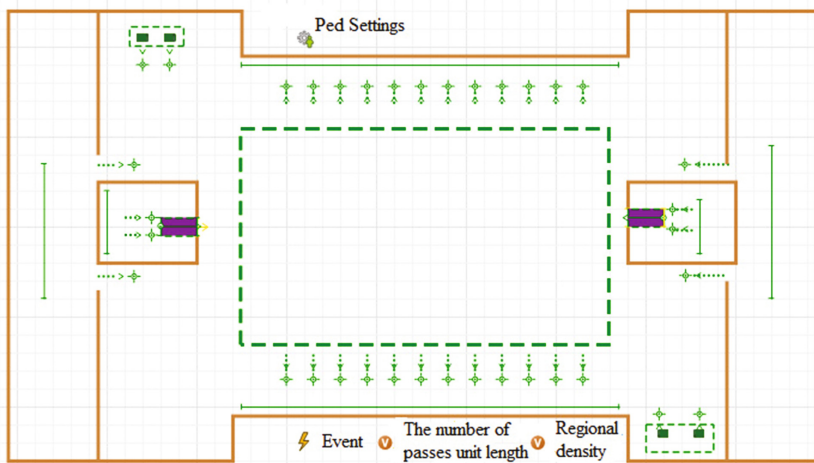 Ped Settings
Event
The number of
passes unit length
Regional
density